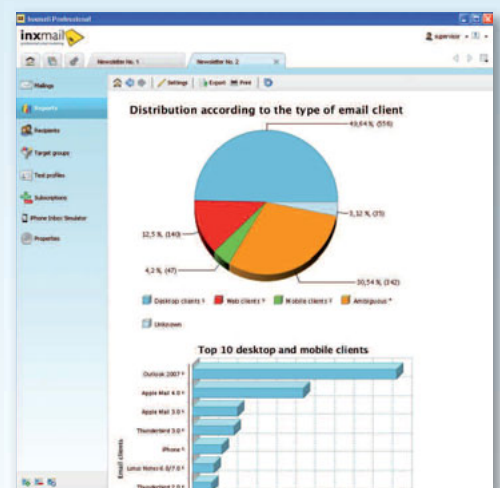 Inxmail Professional
inxmail
supervisor
Newsletter No. 1
Newsletter No. 2
Mailings
Settings
Export
Print
Reports
Recipients
Target groups
Test profiles
Subscriptions
iPhone Inbox Simulator
Properties
Distribution according to the type of email client
49,64 % (556)
3,12 % (35)
12,5 % (140)
4,2 % (47)
30,54 % (342)
Desktop clients
Web clients
Mobile clients
Ambiguous
Unknown
Top 10 desktop and mobile clients
Outlook 2007
Apple Mail 4.0
Apple Mail 3.0
Thunderbird 3.0
iPhone
Linux Notes 6.0/7.0
Thunderbird 2.0
Email clients